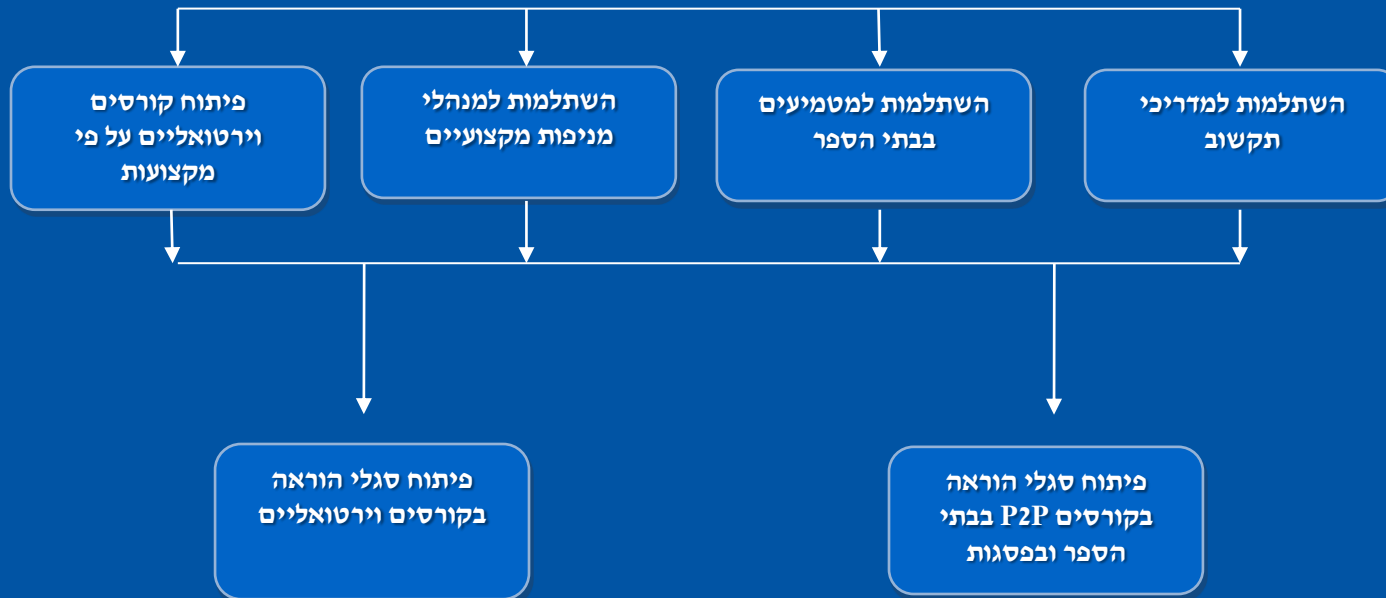 השתלמות למדריכי
תקשוב
השתלמות למטמיעים
בבתי הספר
השתלמות למנהלי
מניפות מקצועיים
פיתוח קורסים
וירטואליים על פי
מקצועות
פיתוח סגלי הוראה
בקורסים P2P בבתי
הספר ובפסגות
פיתוח סגלי הוראה
בקורסים וירטואליים